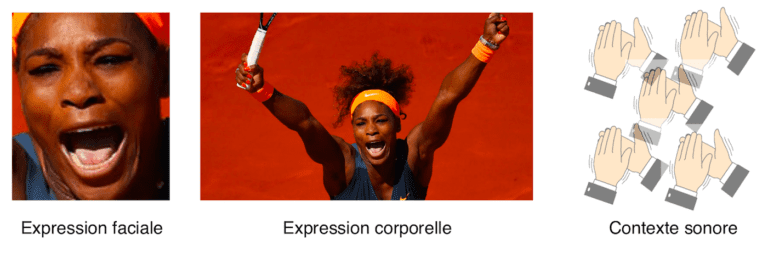 Expression faciale
Expression corporelle
Contexte sonore